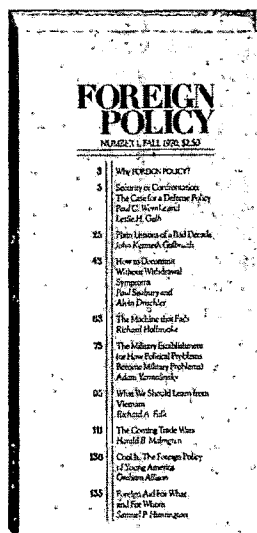 FOREIGN
POLICY
NUMBER 1, FALL 1970, $2.50
3 Why FOREIGN POLICY?
5 Security or Confrontation
The Case for a Defense Policy
Paul C. Warnke and
Leslie H. Gelb
25 Plain Lessons of a Bad Decade
John Kenneth Galbraith
43 How to Decommit
Without Withdrawal
Symptoms
Paul Seabury and
Alvin Drischler
63 The Machine that Fails
Richard Holbrooke
75 The Military Establishment
(or How Political Problems
Become Military Problems)
Adam Yarmolinsky
95 What We Should Learn from
Vietnam
Richard A. Falk
111 The Coming Trade Wars
Harald B. Malmgren
130 Cool It: The Foreign Policy
of Young America
Graham Allison
135 Foreign Aid For What
and For Whom
Samuel P. Huntington